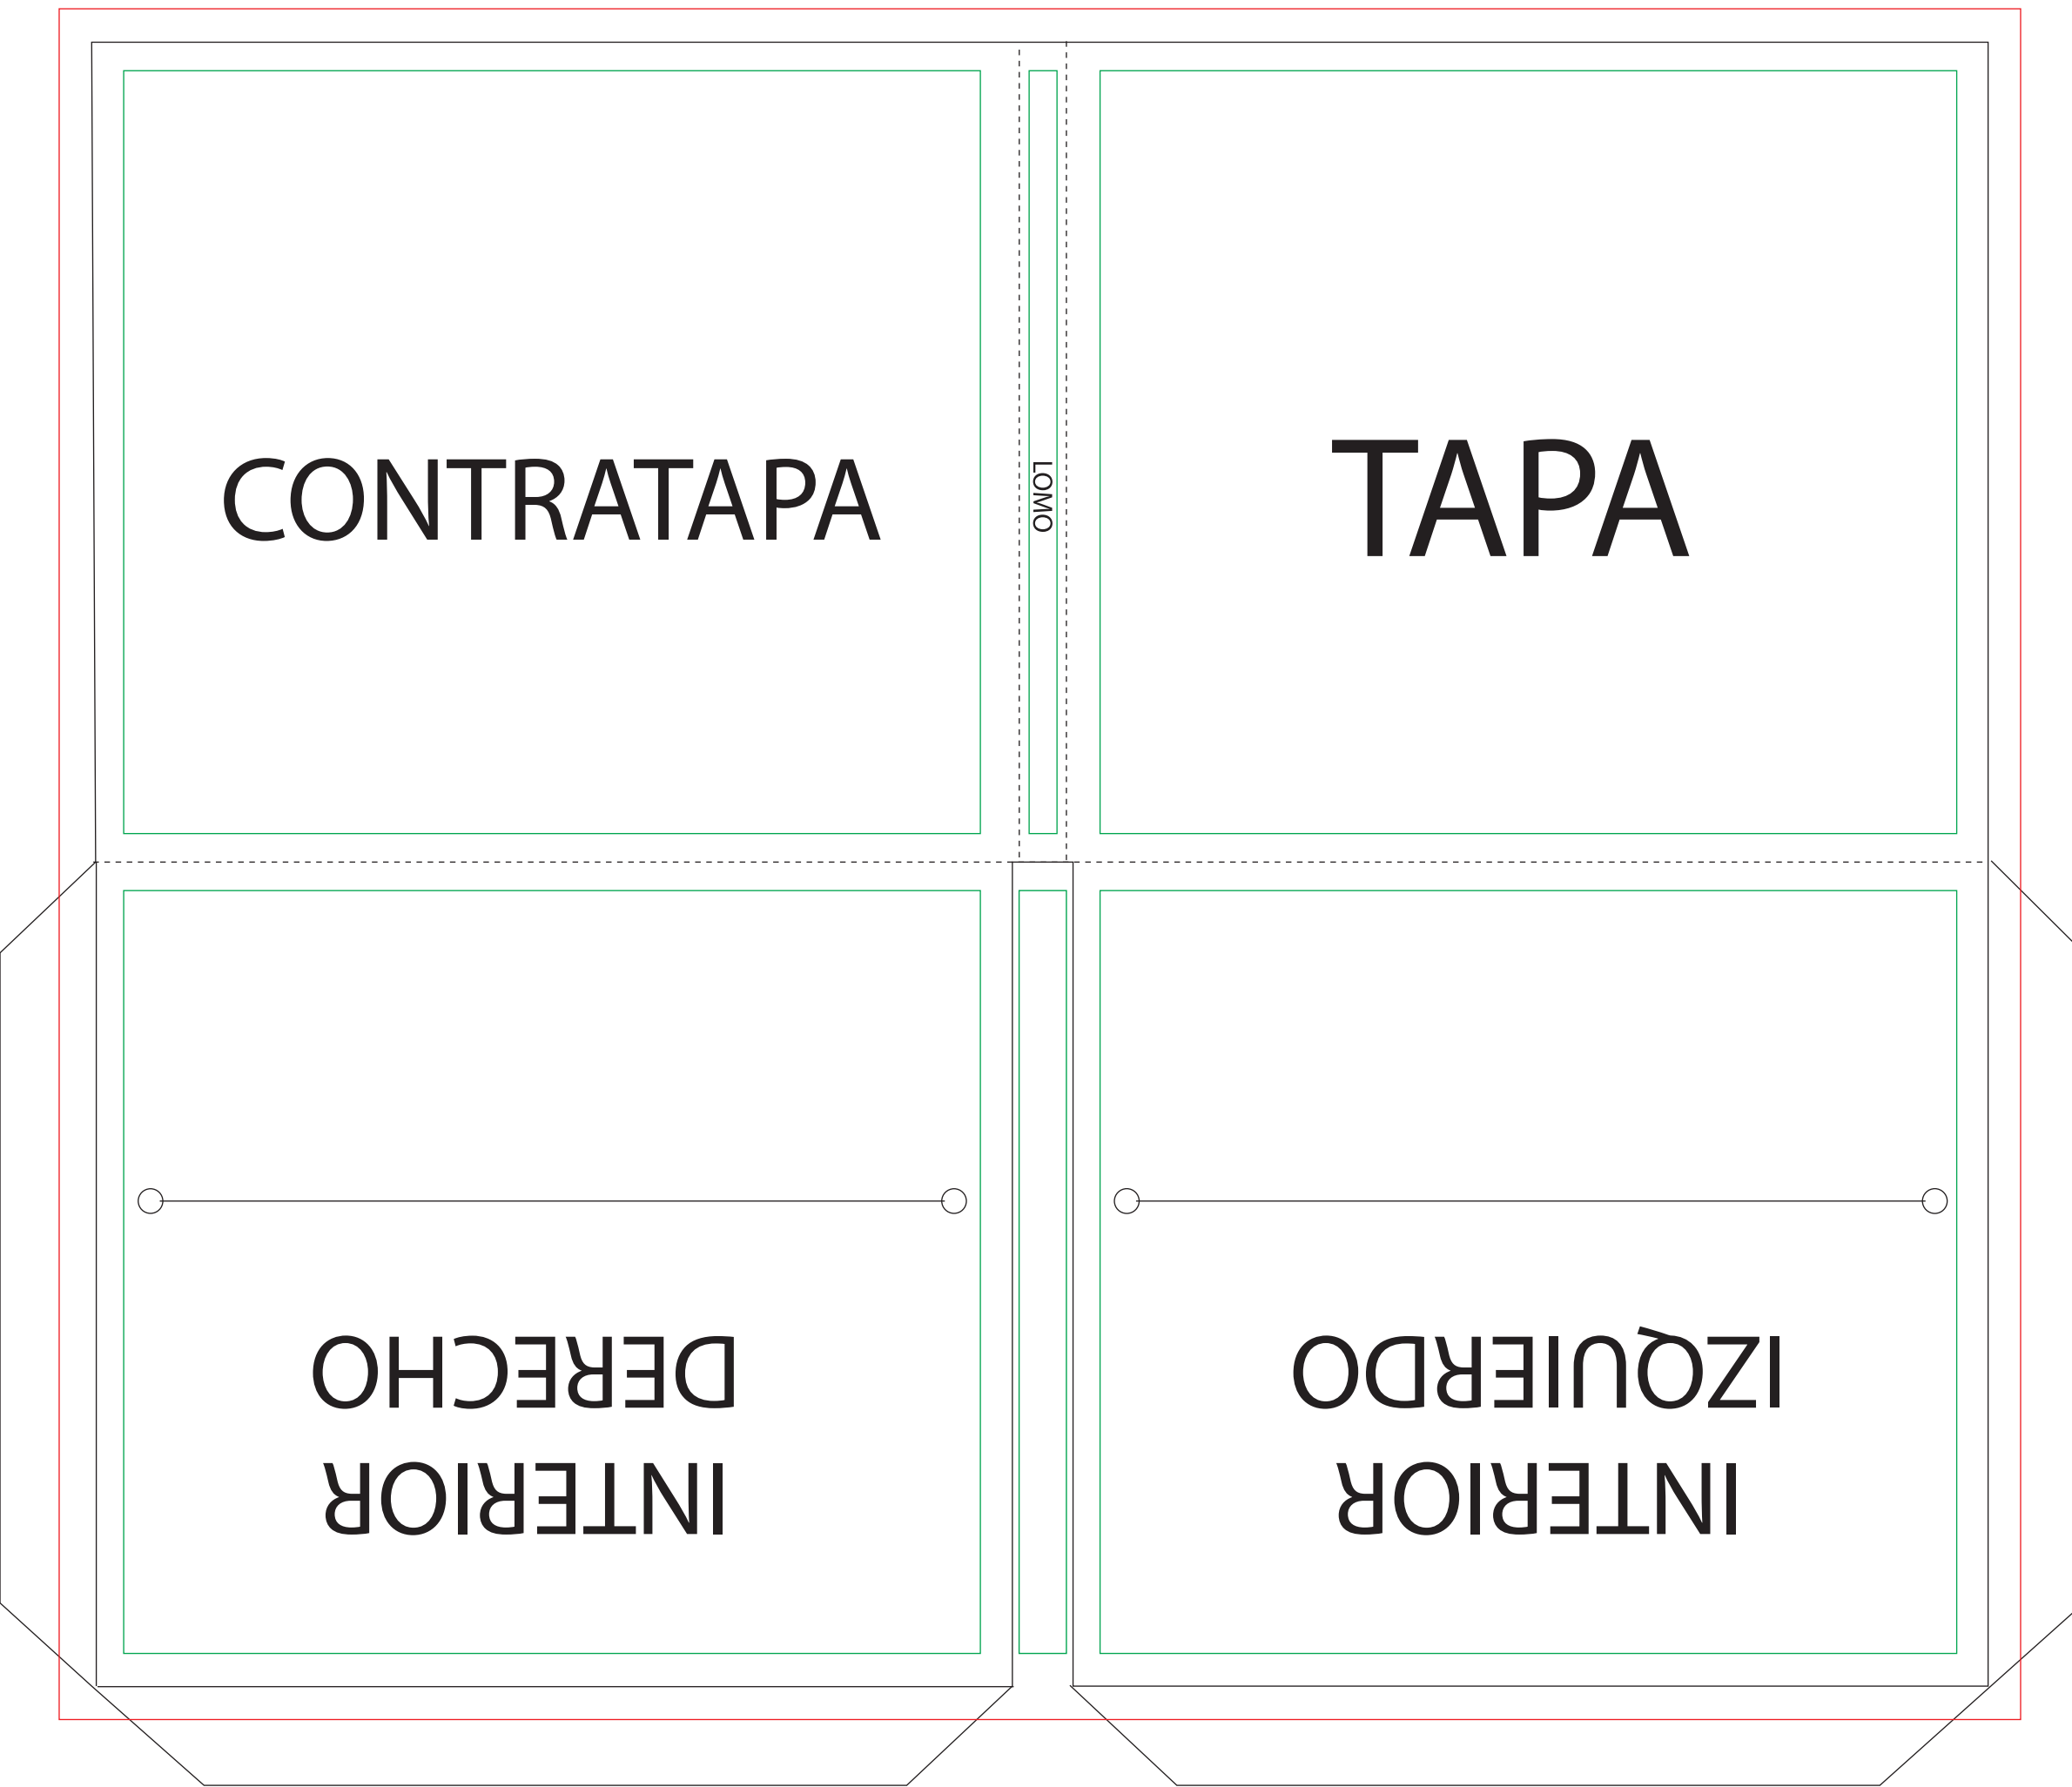 CONTRATAPA
LOMO
TAPA
INTERIOR
DERECHO
INTERIOR
IZQUIERDO